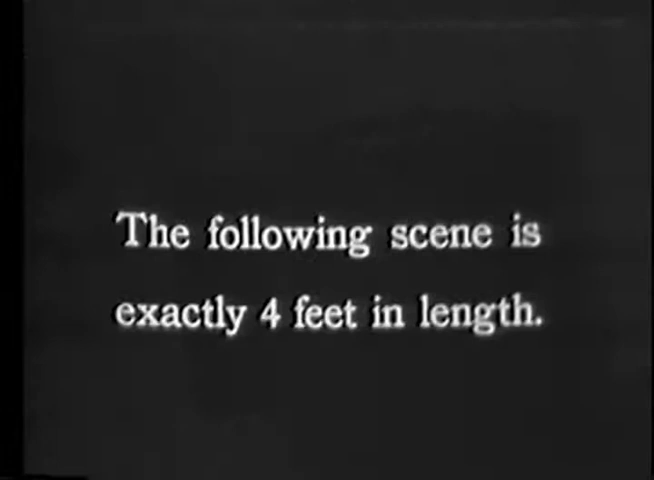 The following scene is
exactly 4 feet in length.